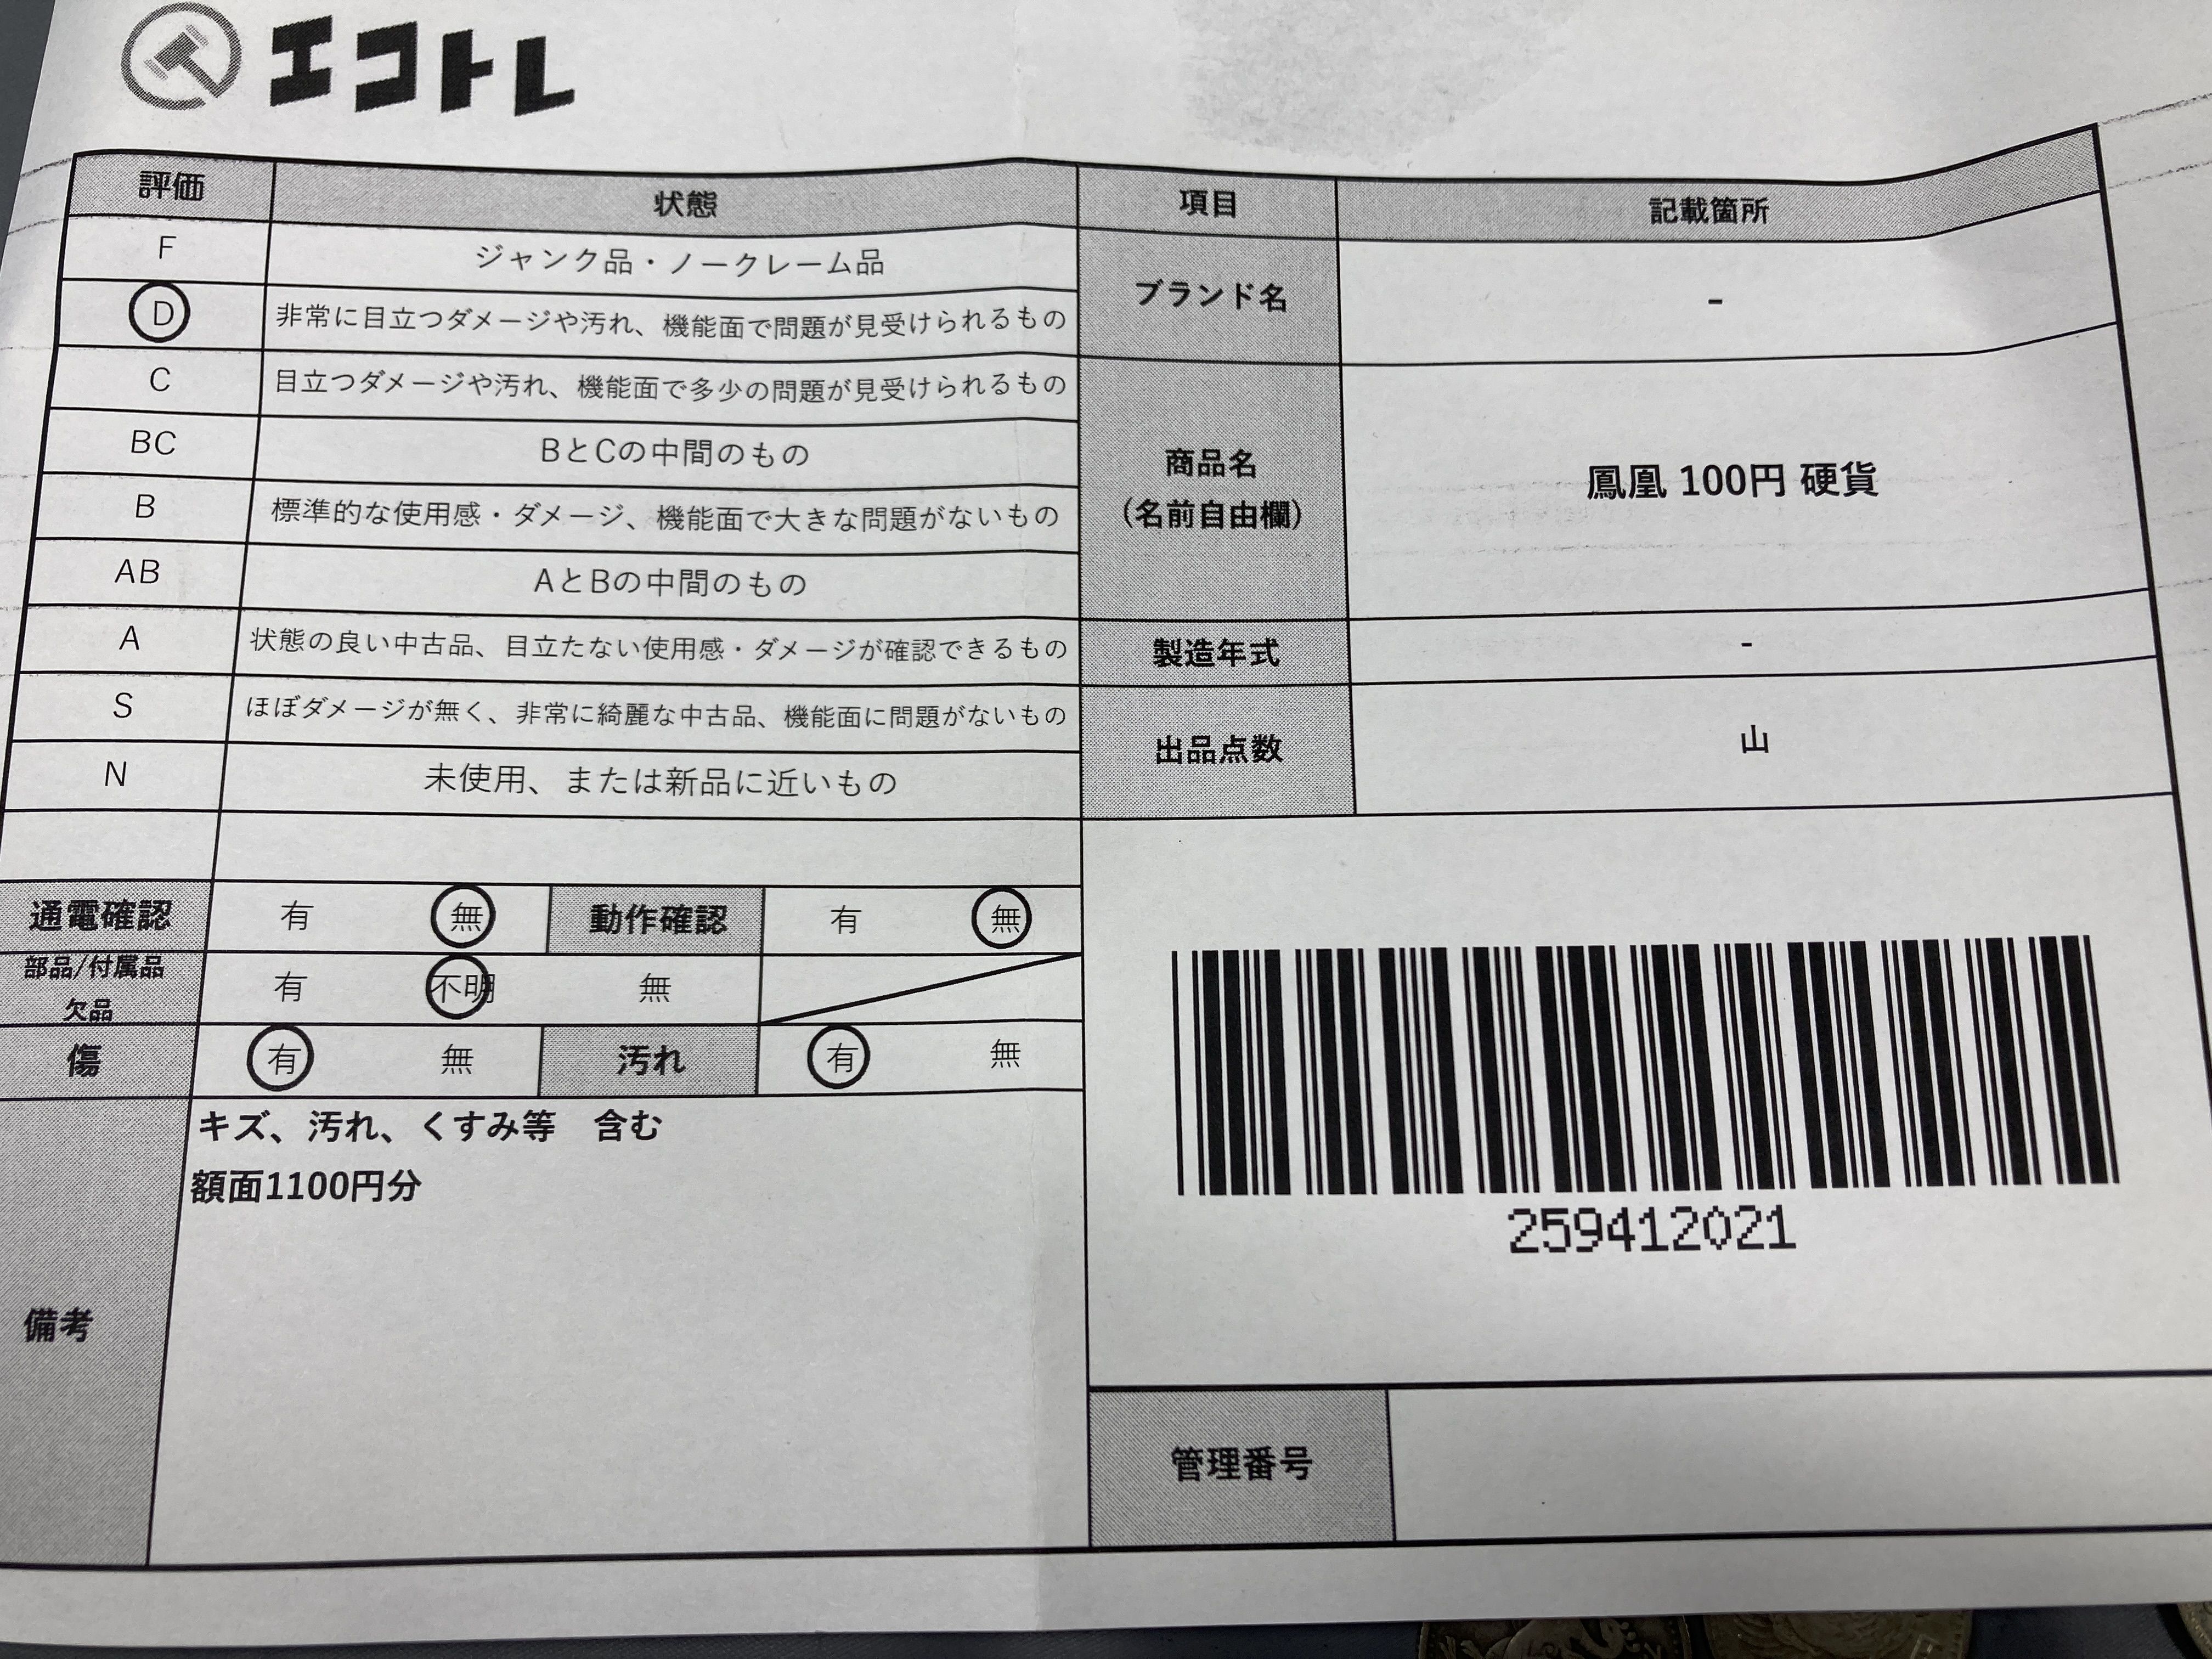 エコトレ
評価 状態
F ジャンク品・ノークレーム品
D 非常に目立つダメージや汚れ、機能面で問題が見受けられるもの
C 目立つダメージや汚れ、機能面で多少の問題が見受けられるもの
BC BとCの中間のもの
B 標準的な使用感・ダメージ、機能面で大きな問題がないもの
AB AとBの中間のもの
A 状態の良い中古品、目立たない使用感・ダメージが確認できるもの
S ほぼダメージが無く、非常に綺麗な中古品、機能面に問題がないもの
N 未使用、または新品に近いもの
通電確認 有 無 動作確認 有 無
部品/付属品
欠品 有 不明 無
傷 有 無 汚れ 有 無
備考
キズ、汚れ、くすみ等 含む
額面1100円分
項目 記載箇所
ブランド名 -
商品名
(名前自由欄)
鳳凰 100円 硬貨
製造年式 -
出品点数 山
259412021
管理番号